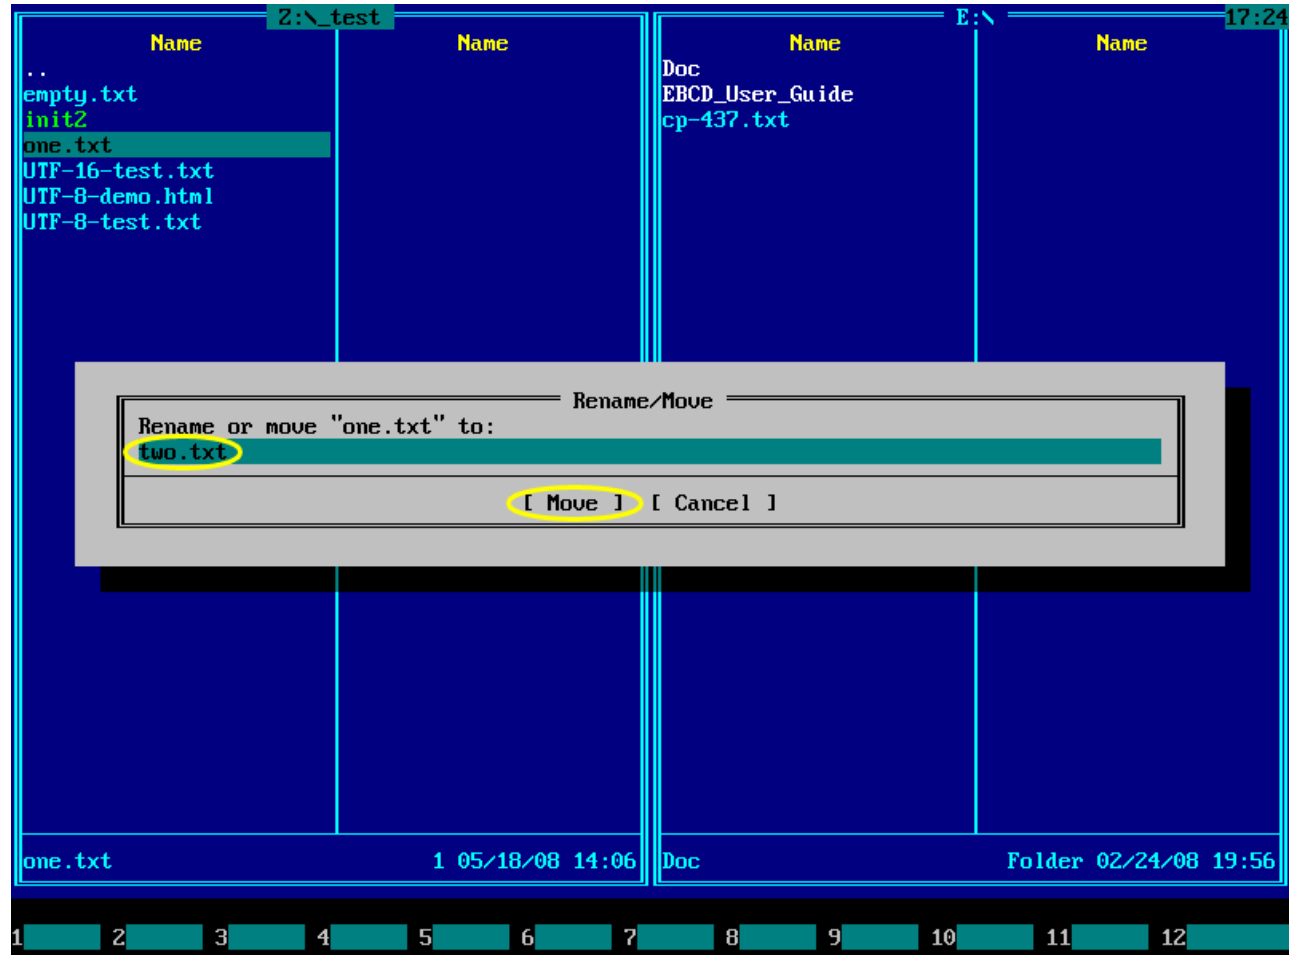 Z:\_test
E:\
17:24
Name Name Name Name
.. Doc
empty.txt EBCD_User_Guide
init2 cp-437.txt
one.txt
UTF-16-test.txt
UTF-8-demo.html
UTF-8-test.txt
Rename/Move
Rename or move "one.txt" to:
two.txt
[ Move ] [ Cancel ]
one.txt 1 05/18/08 14:06 Doc Folder 02/24/08 19:56
1 2 3 4 5 6 7 8 9 10 11 12